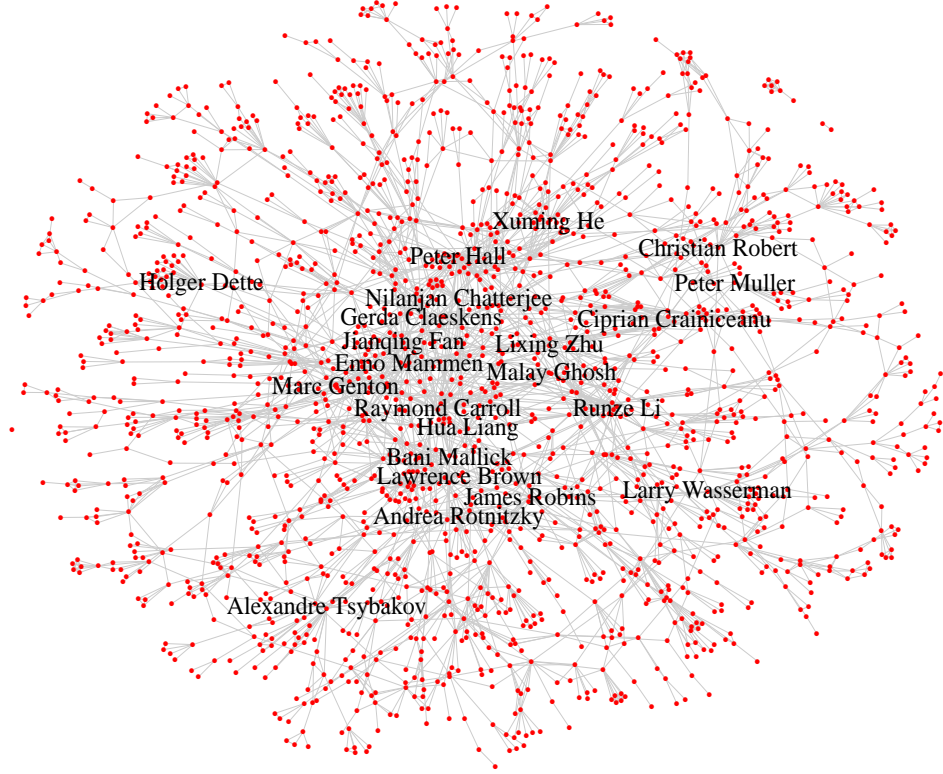 Xuming He
Christian Robert
Peter Hall
Holger Dette
Peter Muller
Nilanjan Chatterjee
Gerda Claeskens
Ciprian Crainiceanu
Jianqing Fan
Lixing Zhu
Enno Mammen
Malay Ghosh
Marc Genton
Raymond Carroll
Runze Li
Hua Liang
Bani Mallick
Lawrence Brown
Larry Wasserman
James Robins
Andrea Rotnitzky
Alexandre Tsybakov